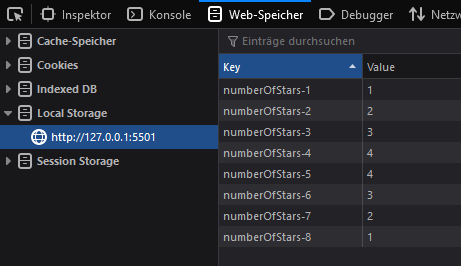 Inspektor Konsole Web-Speicher Debugger Netzw
Cache-Speicher
Cookies
Indexed DB
Local Storage
http://127.0.0.1:5501
Session Storage
Einträge durchsuchen
Key Value
numberOfStars-1 1
numberOfStars-2 2
numberOfStars-3 3
numberOfStars-4 4
numberOfStars-5 4
numberOfStars-6 3
numberOfStars-7 2
numberOfStars-8 1